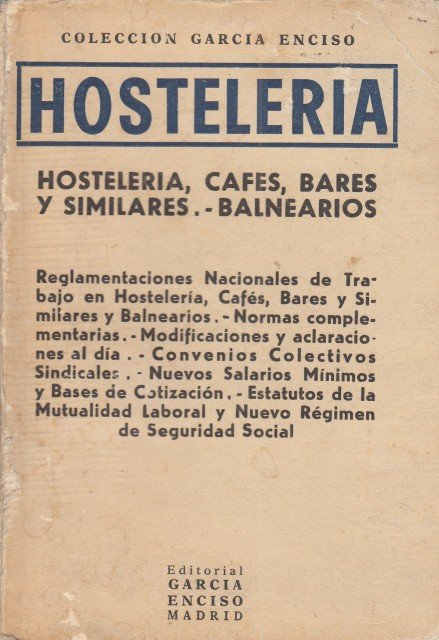 COLECCION GARCIA ENCISO
HOSTELERIA
HOSTELERIA, CAFES, BARES
Y SIMILARES.-BALNEARIOS
Reglamentaciones Nacionales de Tra-
bajo en Hostelería, Cafés, Bares y Si-
milares y Balnearios.-Normas comple-
mentarias.-Modificaciones y aclaracio-
nes al día.-Convenios Colectivos
Sindicales.-Nuevos Salarios Mínimos
y Bases de Cotización.-Estatutos de la
Mutualidad Laboral y Nuevo Régimen
de Seguridad Social
Editorial
GARCIA
ENCISO
MADRID